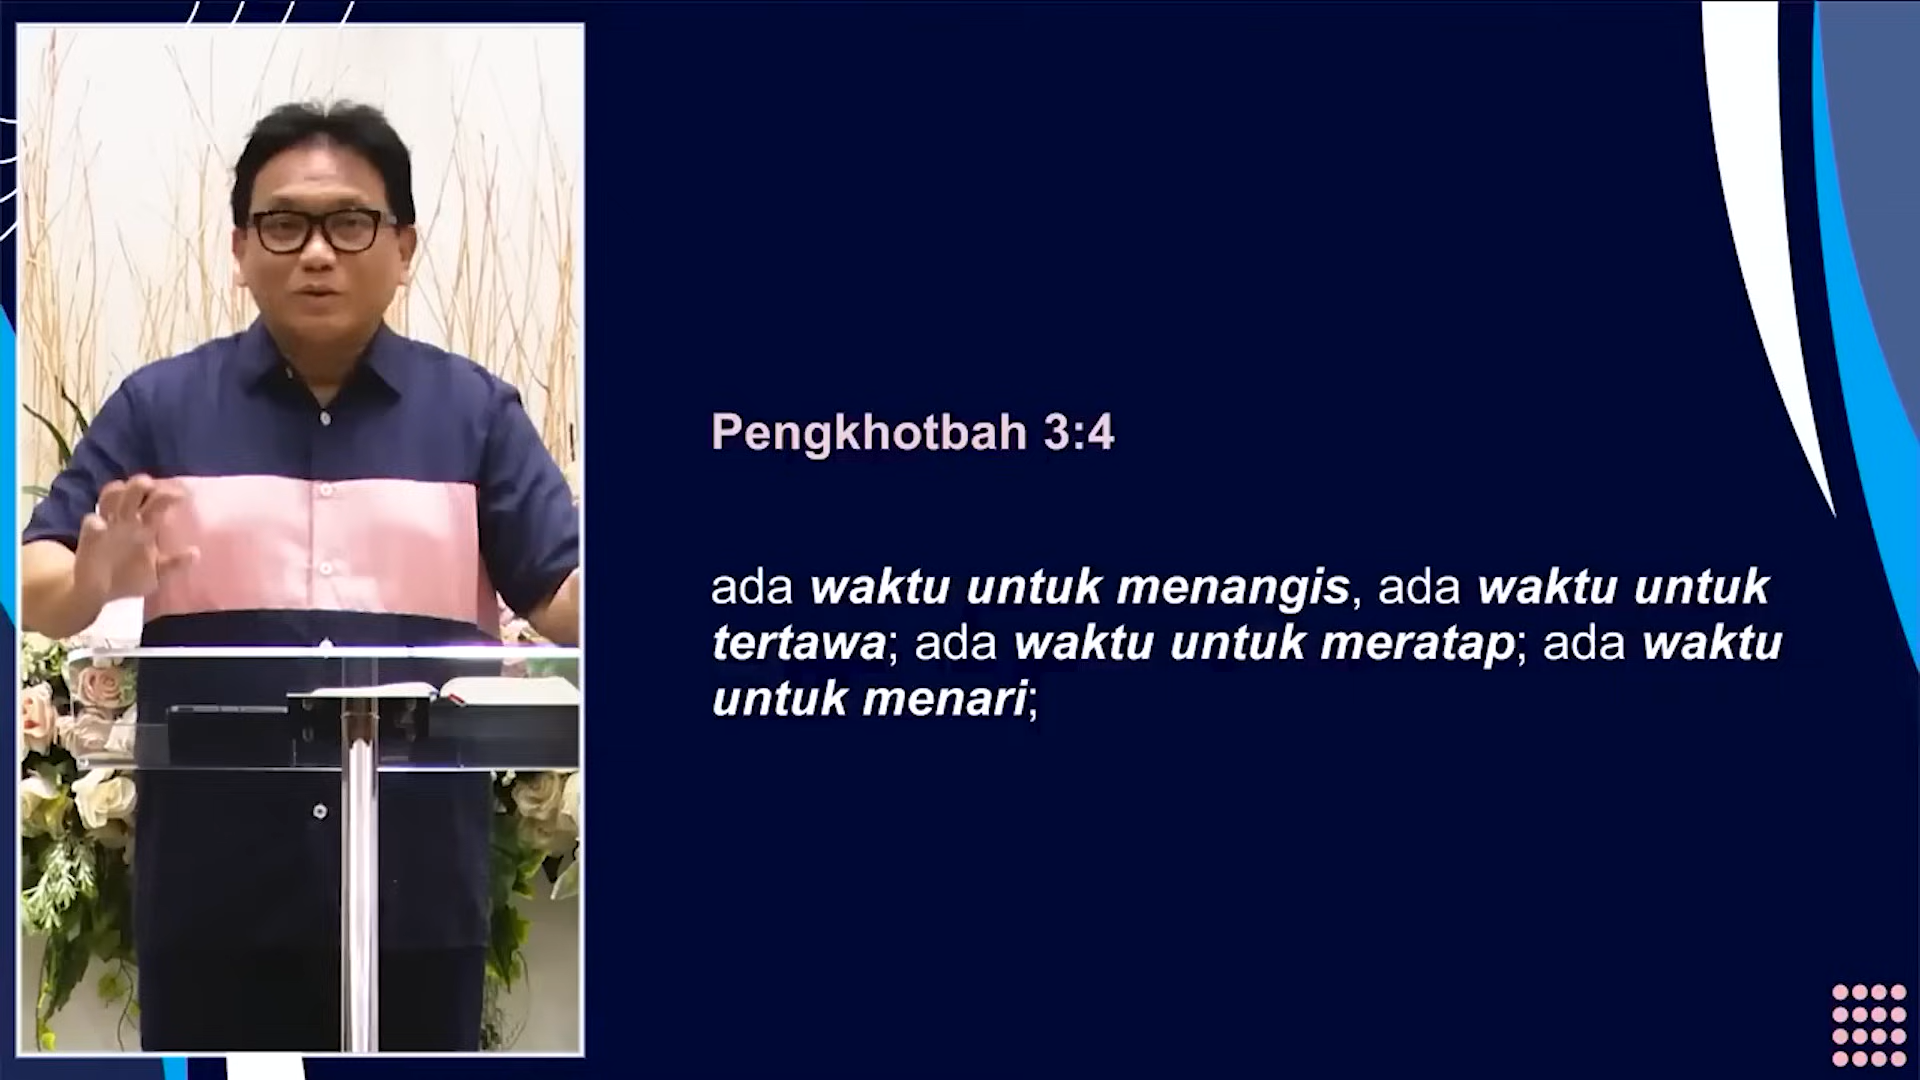 Pengkhotbah 3:4
ada waktu untuk menangis, ada waktu untuk
tertawa; ada waktu untuk meratap; ada waktu
untuk menari;